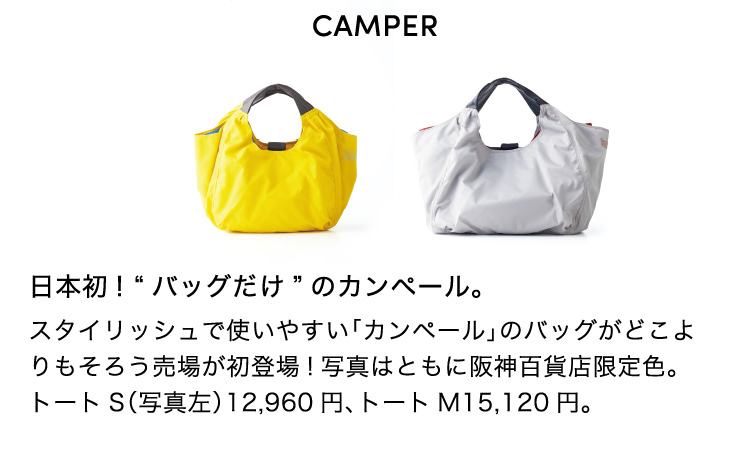 CAMPER
日本初！“ バッグだけ ” のカンペール。
スタイリッシュで使いやすい「カンペール」のバッグがどこよ
りもそろう売場が初登場！写真はともに阪神百貨店限定色。
トート S（写真左）12,960 円、トート M15,120 円。